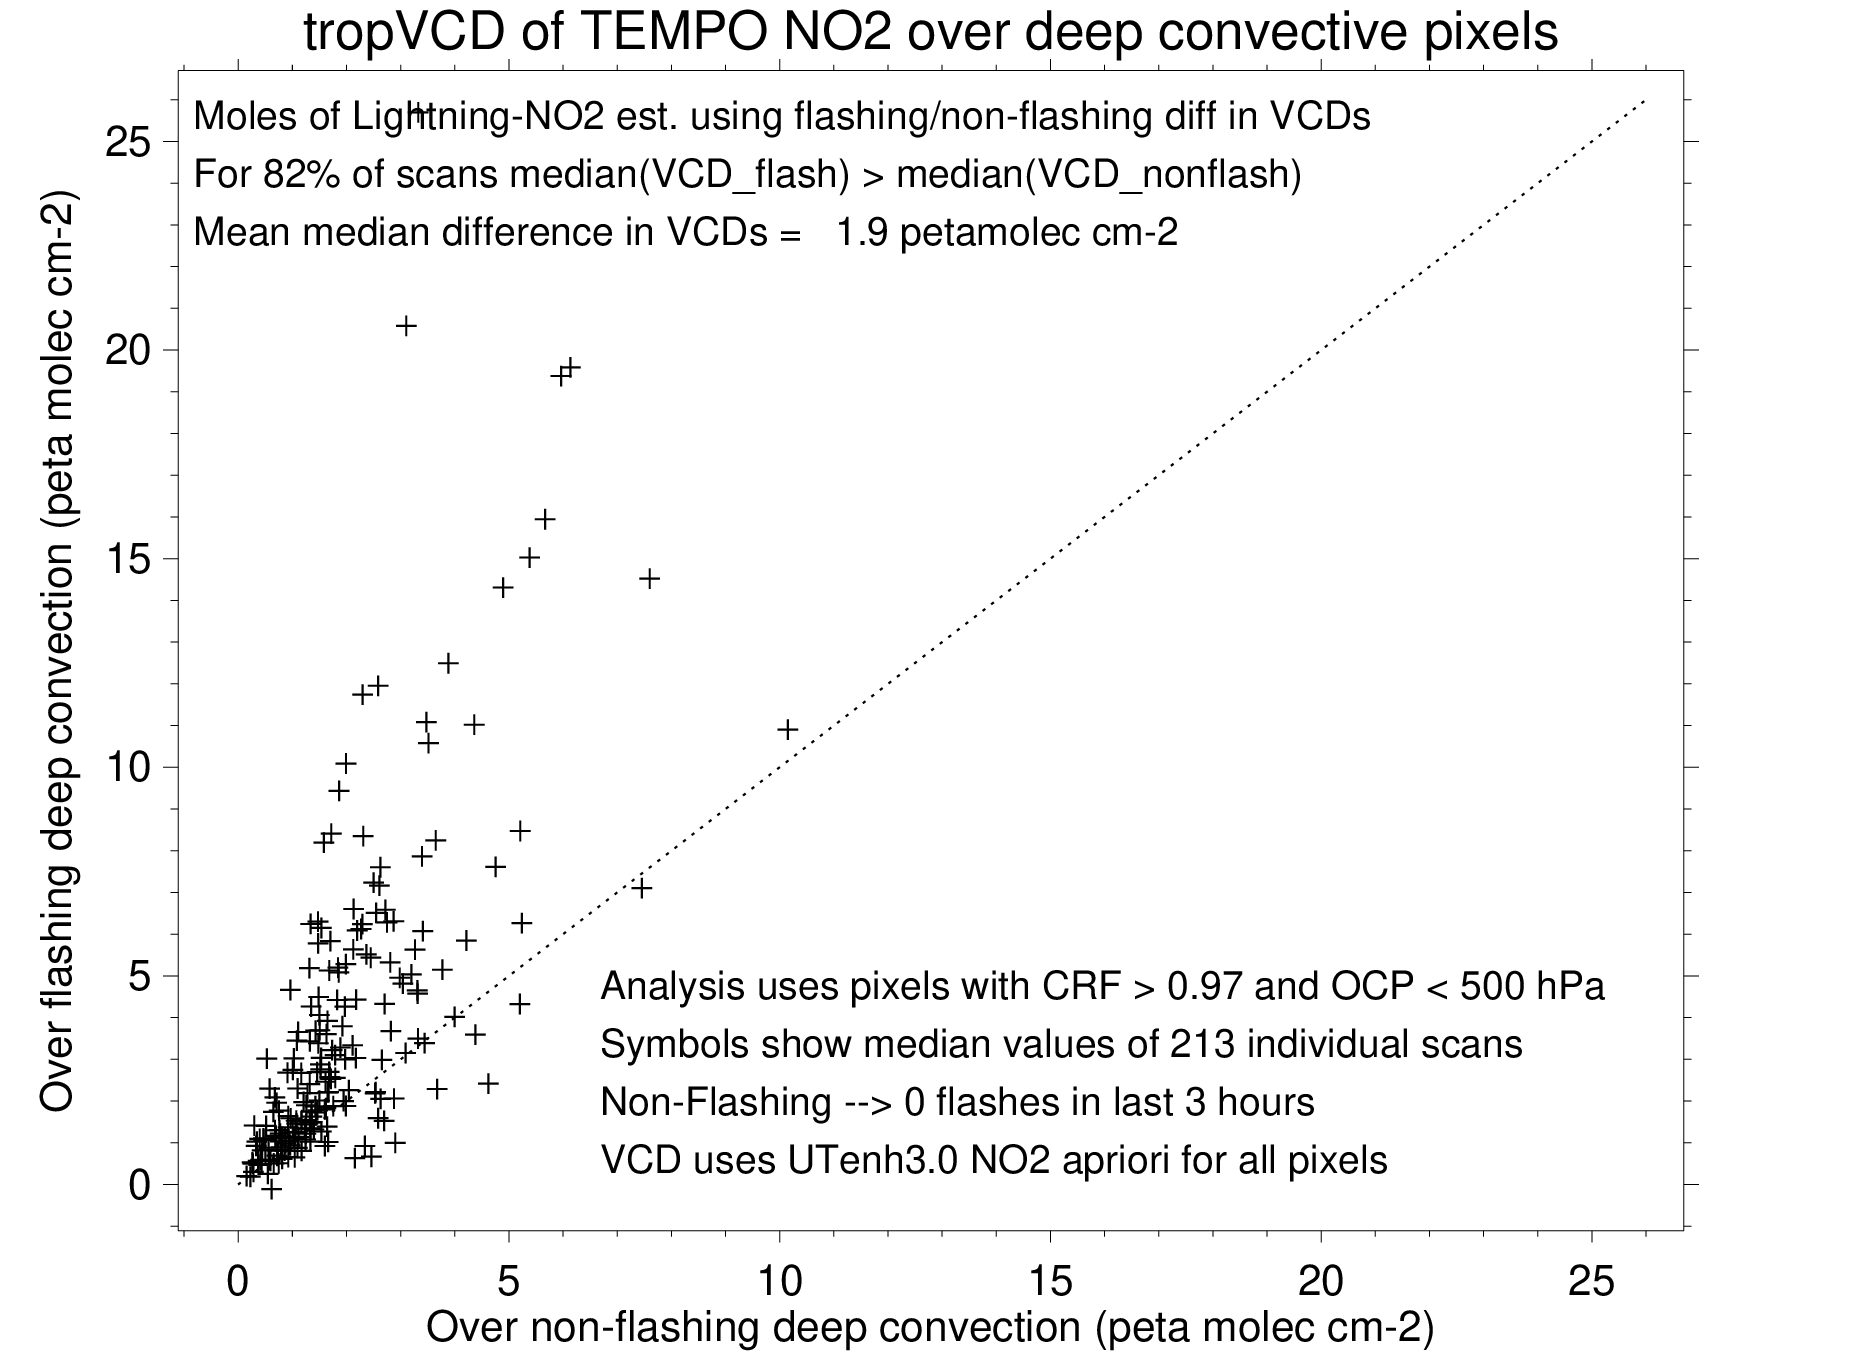 tropVCD of TEMPO NO2 over deep convective pixels
Moles of Lightning-NO2 est. using flashing/non-flashing diff in VCDs
For 82% of scans median(VCD_flash) > median(VCD_nonflash)
Mean median difference in VCDs = 1.9 petamolec cm-2
Over flashing deep convection (peta molec cm-2)
25
20
15
10
5
0
Analysis uses pixels with CRF > 0.97 and OCP < 500 hPa
Symbols show median values of 213 individual scans
Non-Flashing --> 0 flashes in last 3 hours
VCD uses UTenh3.0 NO2 apriori for all pixels
0 5 10 15 20 25
Over non-flashing deep convection (peta molec cm-2)